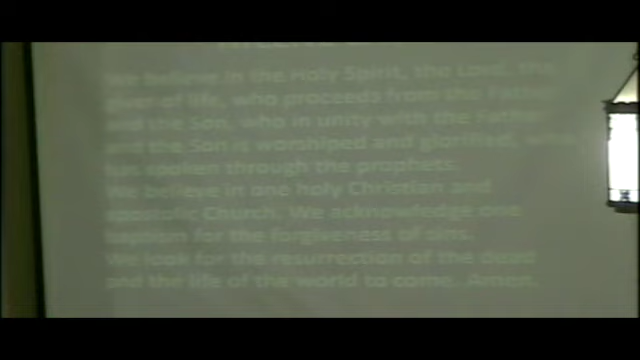 NICENE CREED
We believe in the Holy Spirit, the Lord, the
giver of life, who proceeds from the Father
and the Son, who in unity with the Father
and the Son is worshiped and glorified, who
has spoken through the prophets.
We believe in one holy Christian and
apostolic Church. We acknowledge one
baptism for the forgiveness of sins.
We look for the resurrection of the dead
and the life of the world to come. Amen.